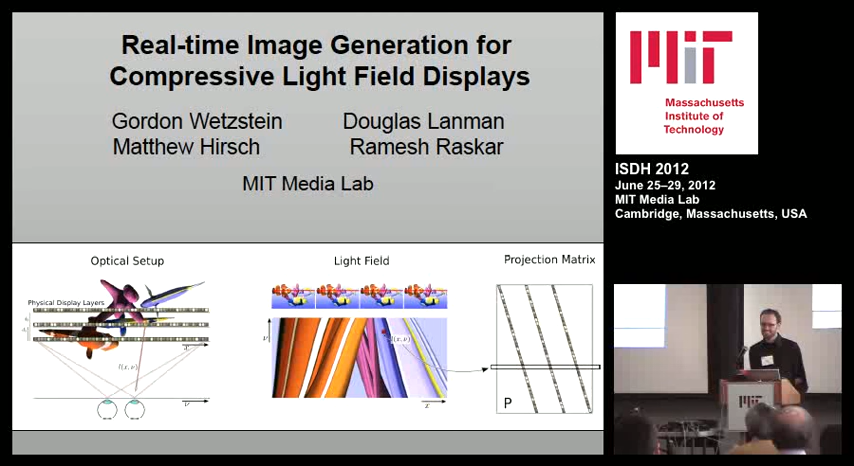 Real-time Image Generation for
Compressive Light Field Displays
Gordon Wetzstein
Douglas Lanman
Matthew Hirsch
Ramesh Raskar
MIT Media Lab
Optical Setup
Light Field
Projection Matrix
Physical Display Layers
l(x, ν)
x
ν
ν
l(x, ν)
x
P
MIT
Massachusetts
Institute of
Technology
ISDH 2012
June 25–29, 2012
MIT Media Lab
Cambridge, Massachusetts, USA
MIT